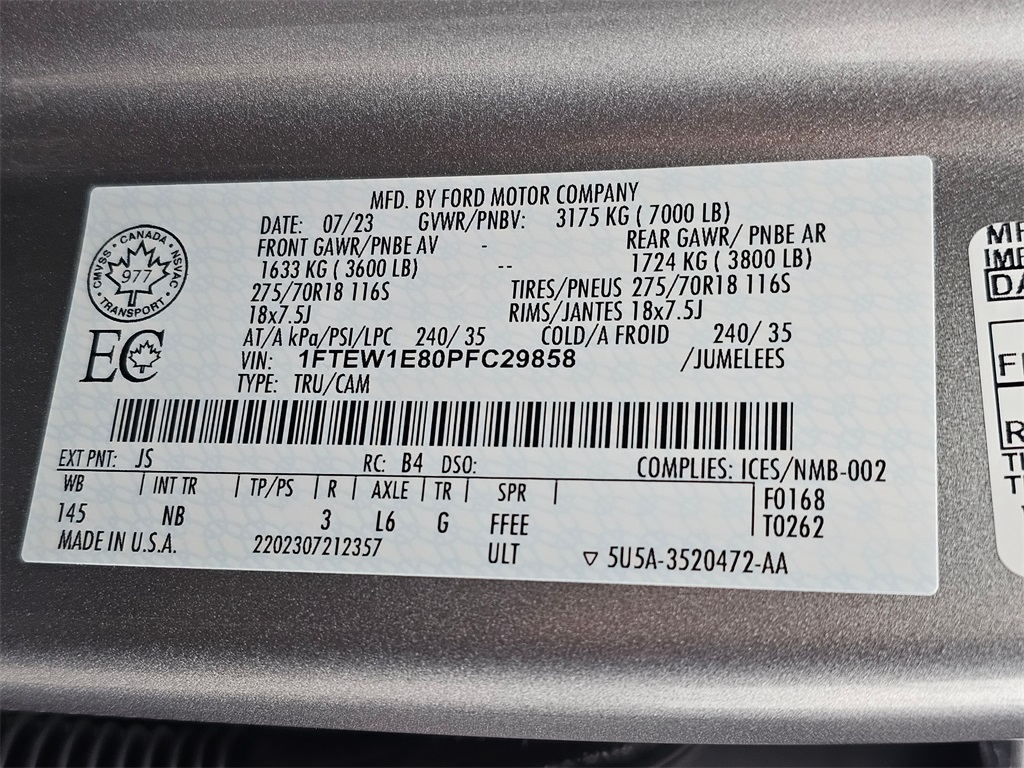 MFD. BY FORD MOTOR COMPANY
DATE: 07/23 GVWR/PNBV: 3175 KG ( 7000 LB)
FRONT GAWR/PNBE AV - REAR GAWR/ PNBE AR
1633 KG ( 3600 LB) -- 1724 KG ( 3800 LB)
275/70R18 116S TIRES/PNEUS 275/70R18 116S
18x7.5J RIMS/JANTES 18x7.5J
AT/A kPa/PSI/LPC 240/ 35 COLD/A FROID 240/ 35
VIN: 1FTEW1E80PFC29858 /JUMELEES
TYPE: TRU/CAM
CANADA
CMVSS
NSVAC
977
TRANSPORT
EC
EXT PNT: JS RC: B4 DSO: COMPLIES: ICES/NMB-002
WB | INT TR | TP/PS | R | AXLE | TR | SPR | F0168
145 NB 3 L6 G FFEE T0262
MADE IN U.S.A. 2202307212357 ULT ▽ 5U5A-3520472-AA